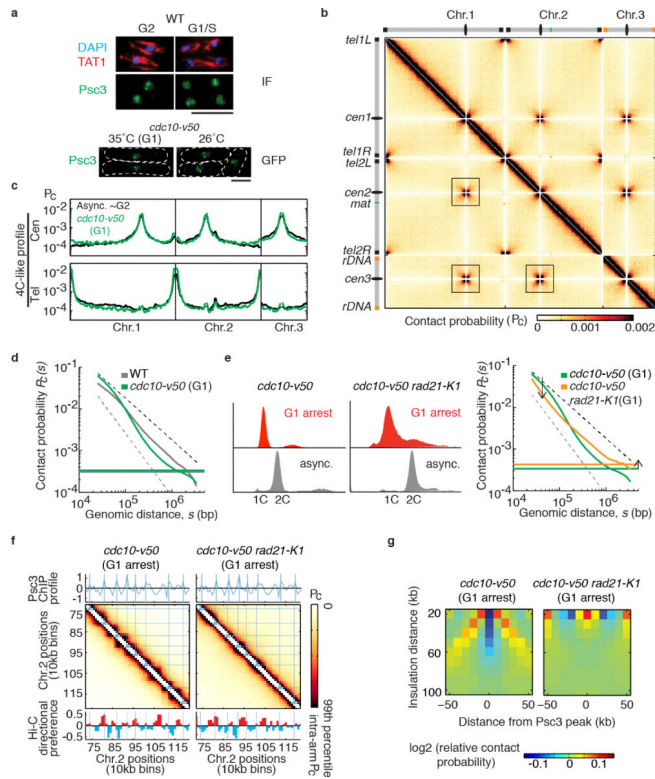 a
WT
G2 G1/S
DAPI
TAT1
Psc3
IF
cdc10-v50
35˚C (G1) 26˚C
Psc3
GFP
b
Chr.1 Chr.2 Chr.3
tel1L
cen1
tel1R
tel2L
cen2
mat
tel2R
rDNA
cen3
rDNA
Contact probability (PC) 0 0.001 0.002
c
PC
Async. ~G2
cdc10-v50
(G1)
10-2
10-3
10-4
10-2
10-3
10-4
4C-like profile
Cen
Tel
Chr.1 Chr.2 Chr.3
d
WT
cdc10-v50 (G1)
Contact probability PC(s)
10-1
10-2
10-3
10-4
104 105 106
Genomic distance, s (bp)
e
cdc10-v50 cdc10-v50 rad21-K1
G1 arrest G1 arrest
async. async.
1C 2C 1C 2C
cdc10-v50 (G1)
cdc10-v50
rad21-K1(G1)
Contact probability PC(s)
10-1
10-2
10-3
10-4
104 105 106
Genomic distance, s (bp)
f
cdc10-v50 cdc10-v50 rad21-K1
(G1 arrest) (G1 arrest)
Psc3 ChIP profile
1
0
-1
Chr.2 positions (10kb bins)
75
95
115
PC
0
99th percentile intra-arm PC
Hi-C directional preference
0.5
0
-0.5
75 85 95 105 115 75 85 95 105 115
Chr.2 positions Chr.2 positions
(10kb bins) (10kb bins)
g
cdc10-v50 cdc10-v50 rad21-K1
(G1 arrest) (G1 arrest)
Insulation distance (kb)
20
60
100
-50 0 50 -50 0 50
Distance from Psc3 peak (kb)
log2 (relative contact
probability)
-0.1 0 0.1